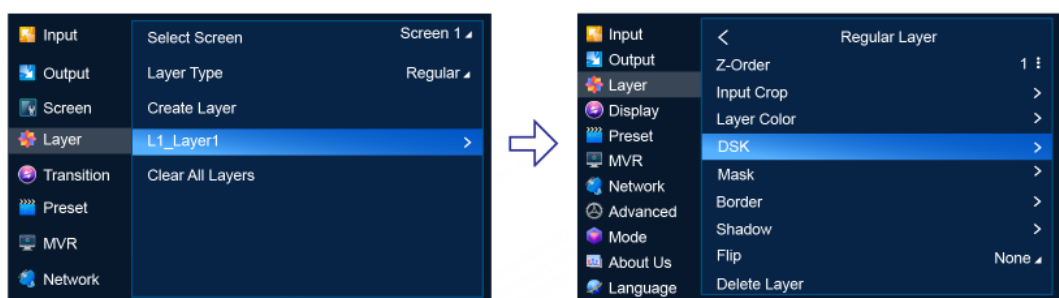 Input
Output
Screen
Layer
Transition
Preset
MVR
Network
Select Screen Screen 1
Layer Type Regular
Create Layer
L1_Layer1 >
Clear All Layers
Input
Output
Layer
Display
Preset
MVR
Network
Advanced
Mode
About Us
Language
< Regular Layer
Z-Order 1
Input Crop >
Layer Color >
DSK >
Mask >
Border >
Shadow >
Flip None
Delete Layer